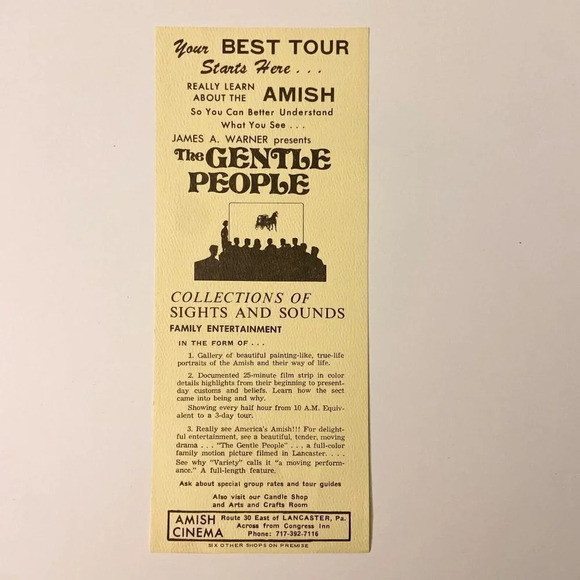 Your BEST TOUR
Starts Here . . .
REALLY LEARN
ABOUT THE AMISH
So You Can Better Understand
What You See . . .
JAMES A. WARNER presents
The GENTLE
PEOPLE
COLLECTIONS OF
SIGHTS AND SOUNDS
FAMILY ENTERTAINMENT
IN THE FORM OF . . .
1. Gallery of beautiful painting-like, true-life
portraits of the Amish and their way of life.
2. Documented 25-minute film strip in color
details highlights from their beginning to present-
day customs and beliefs. Learn how the sect
came into being and why.
Showing every half hour from 10 A.M. Equiv-
alent to a 3-day tour.
3. Really see America's Amish!!! For delight-
ful entertainment, see a beautiful, tender, moving
drama . . . "The Gentle People" . . . a full-color
family motion picture filmed in Lancaster. . . .
See why "Variety" calls it "a moving perform-
ance." A full-length feature.
Ask about special group rates and tour guides
Also visit our Candle Shop
and Arts and Crafts Room
AMISH
CINEMA
Route 30 East of LANCASTER, Pa.
Across from Congress Inn
Phone: 717-392-7116
SIX OTHER SHOPS ON PREMISE